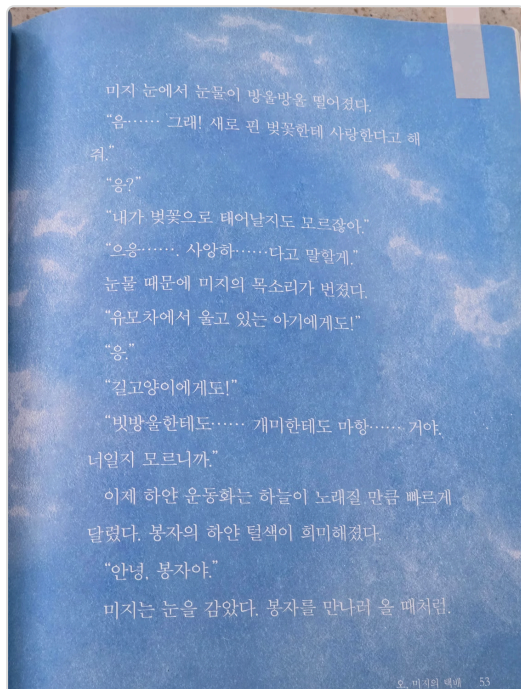 미지 눈에서 눈물이 방울방울 떨어졌다.
“음…… 그래! 새로 핀 벚꽃한테 사랑한다고 해
줘.”
“응?”
“내가 벚꽃으로 태어날지도 모르잖아.”
“으응……. 사앙하……다고 말할게.”
눈물 때문에 미지의 목소리가 번졌다.
“유모차에서 울고 있는 아기에게도!”
“응.”
“길고양이에게도!”
“빗방울한테도…… 개미한테도 마항…… 거야.
너일지 모르니까.”
이제 하얀 운동화는 하늘이 노래질 만큼 빠르게
달렸다. 봉자의 하얀 털색이 희미해졌다.
“안녕, 봉자야.”
미지는 눈을 감았다. 봉자를 만나러 올 때처럼.
오, 미지의 택배 53